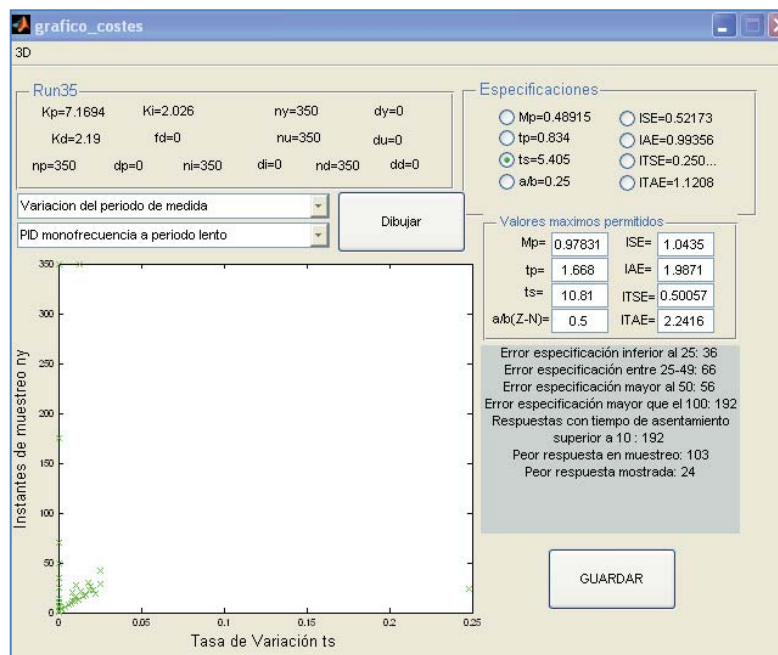 grafico_costes
3D
Run35
Kp=7.1694 Ki=2.026 ny=350 dy=0
Kd=2.19 fd=0 nu=350 du=0
np=350 dp=0 ni=350 di=0 nd=350 dd=0
Especificaciones
Mp=0.48915 ISE=0.52173
tp=0.834 IAE=0.99356
ts=5.405 ITSE=0.250...
a/b=0.25 ITAE=1.1208
Variacion del periodo de medida
PID monofrecuencia a periodo lento
Dibujar
Valores maximos permitidos
Mp= 0.97831 ISE= 1.0435
tp= 1.668 IAE= 1.9871
ts= 10.81 ITSE= 0.50057
a/b(Z-N)= 0.5 ITAE= 2.2416
Error especificación inferior al 25: 36
Error especificación entre 25-49: 66
Error especificación mayor al 50: 56
Error especificación mayor que el 100: 192
Respuestas con tiempo de asentamiento
superior a 10 : 192
Peor respuesta en muestreo: 103
Peor respuesta mostrada: 24
GUARDAR
Instantes de muestreo ny
350
300
250
200
150
100
50
0
0 0.05 0.1 0.15 0.2 0.25
Tasa de Variación ts